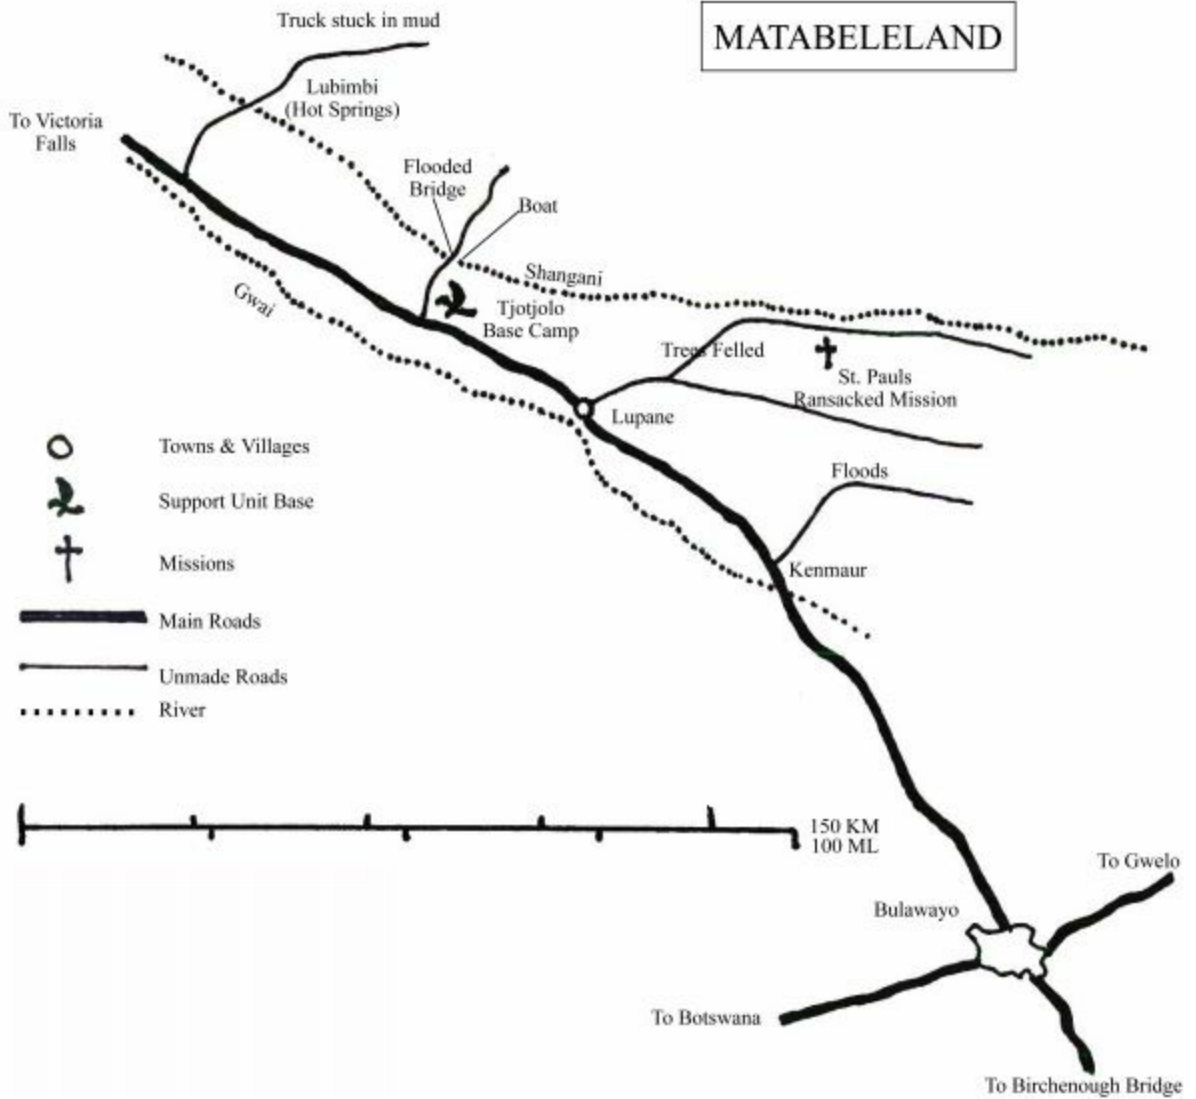 Truck stuck in mud
MATABELELAND
Lubimbi
(Hot Springs)
To Victoria
Falls
Flooded
Bridge
Boat
Shangani
Gwai
Tjotjolo
Base Camp
Trees Felled
St. Pauls
Ransacked Mission
Lupane
Towns & Villages
Floods
Support Unit Base
Missions
Kenmaur
Main Roads
Unmade Roads
River
150 KM
100 ML
To Gwelo
Bulawayo
To Botswana
To Birchenough Bridge